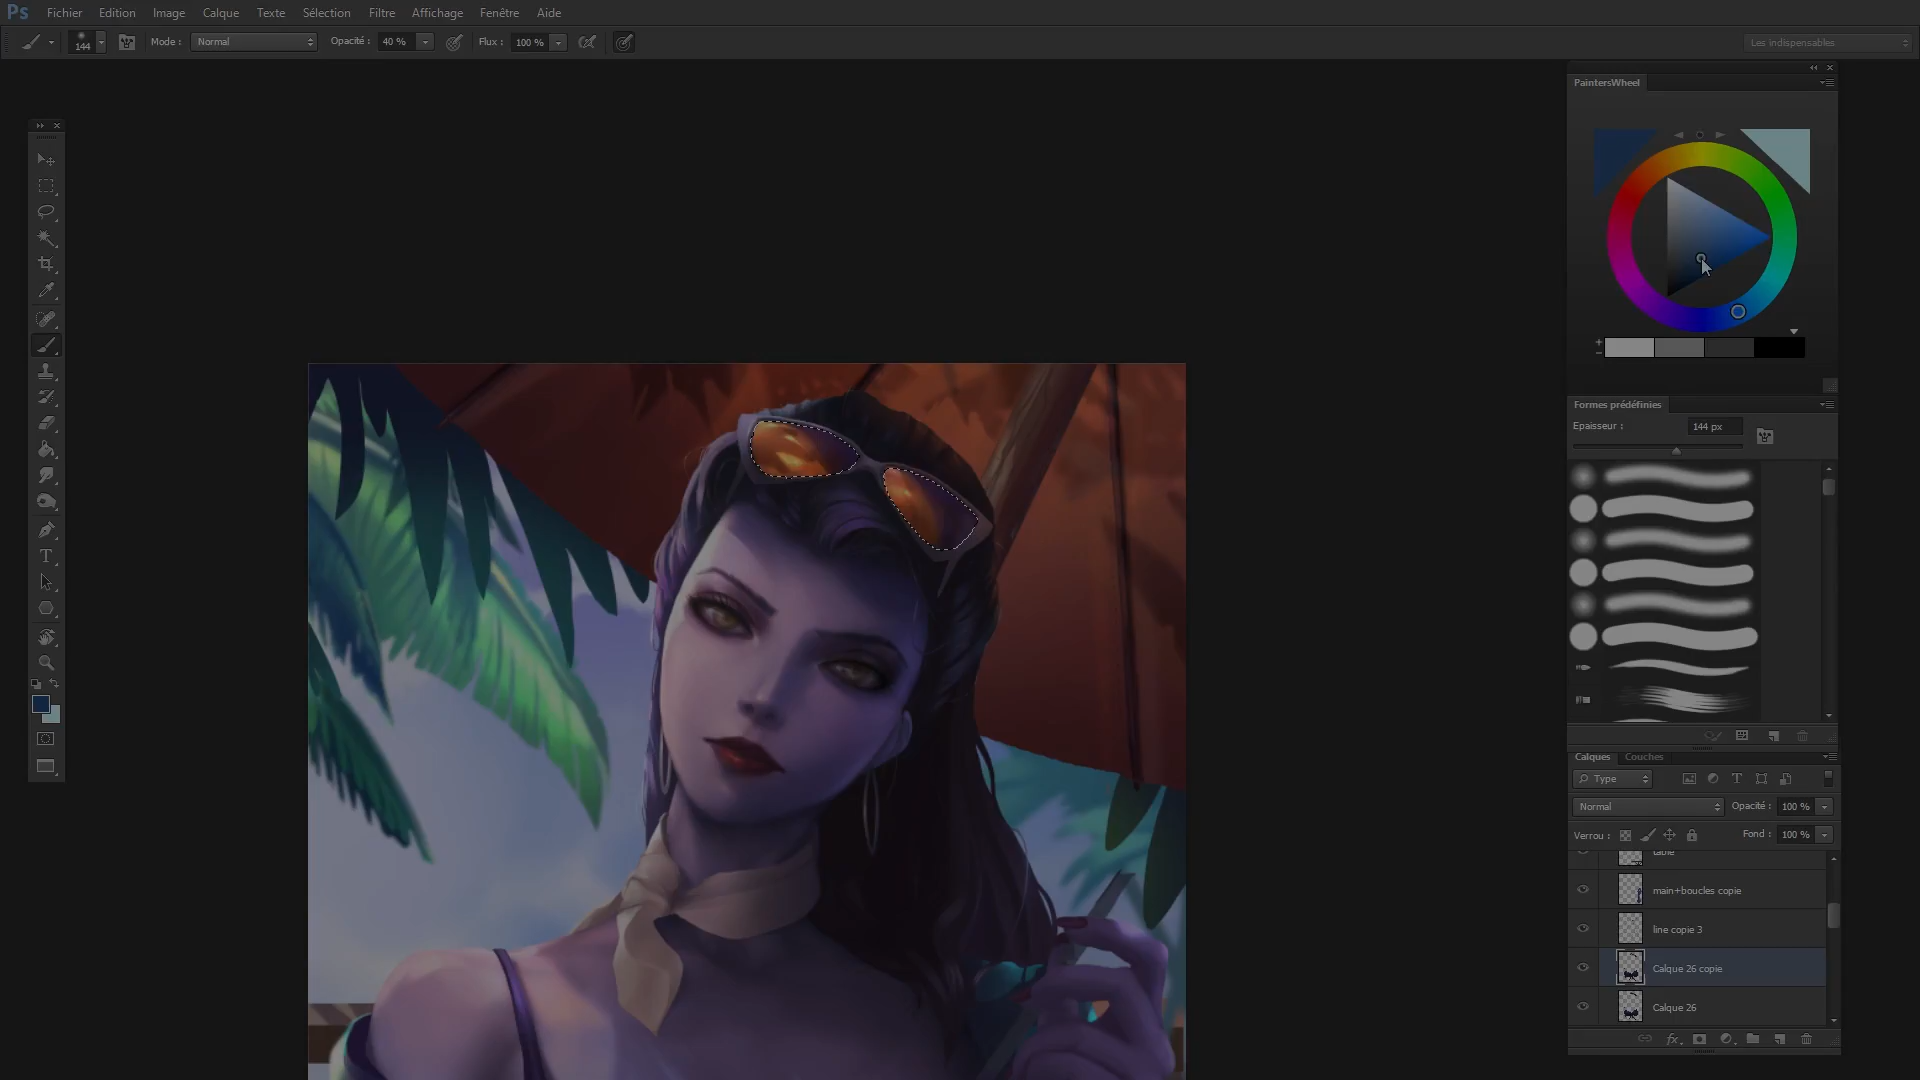 Ps Fichier Edition Image Calque Texte Sélection Filtre Affichage Fenêtre Aide
144 Mode : Normal Opacité : 40 % Flux : 100 % Les indispensables
PaintersWheel
Formes prédéfinies
Epaisseur : 144 px
Calques Couches
Type
Normal Opacité : 100 %
Verrou : Fond : 100 %
table
main+boucles copie
line copie 3
Calque 26 copie
Calque 26
fx